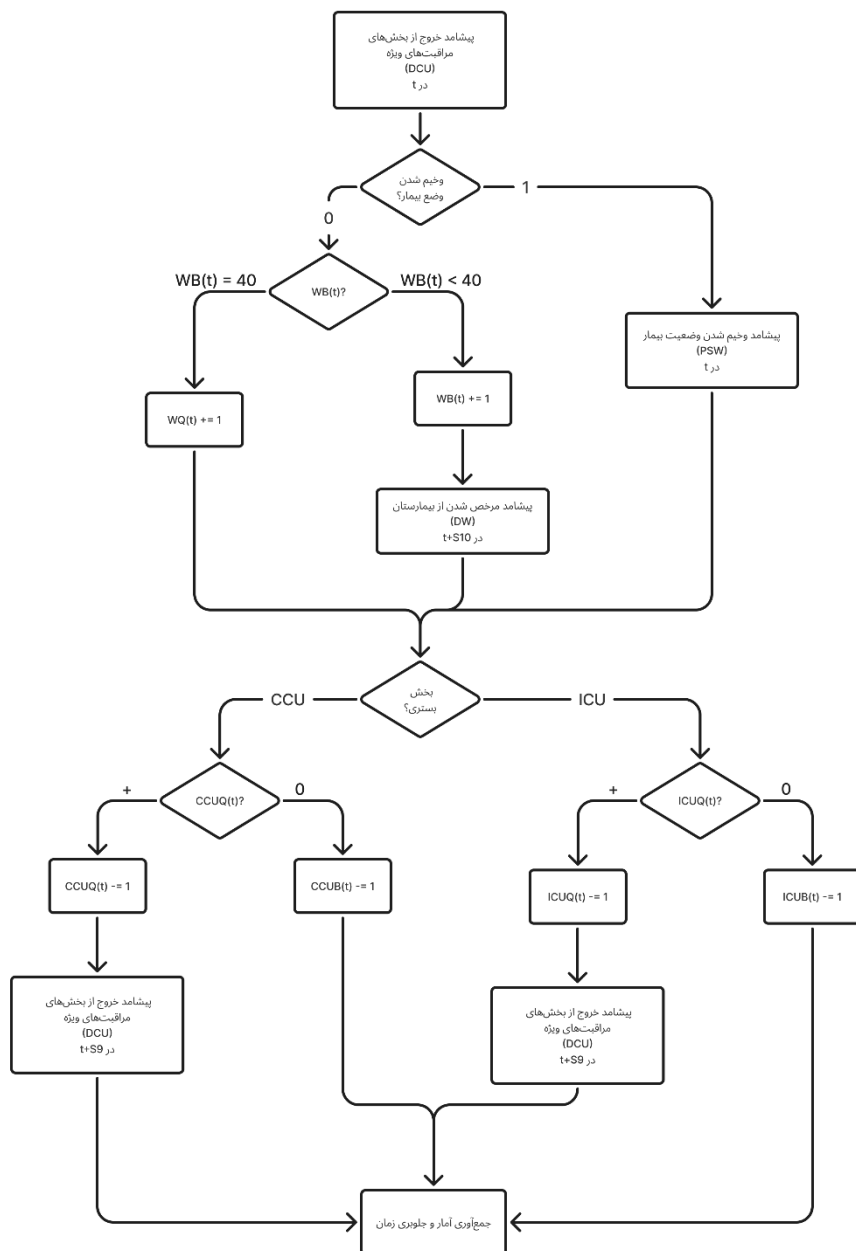 پیشامد خروج از بخش‌های
مراقبت‌های ویژه
(DCU)
در t
وخیم شدن
وضع بیمار؟
1
0
WB(t) = 40
WB(t)?
WB(t) < 40
پیشامد وخیم شدن وضعیت بیمار
(PSW)
در t
WQ(t) += 1
WB(t) += 1
پیشامد مرخص شدن از بیمارستان
(DW)
در t+S10
بخش
بستری؟
CCU
ICU
+
CCUQ(t)?
0
+
ICUQ(t)?
0
CCUQ(t) -= 1
CCUB(t) -= 1
ICUQ(t) -= 1
ICUB(t) -= 1
پیشامد خروج از بخش‌های
مراقبت‌های ویژه
(DCU)
در t+S9
پیشامد خروج از بخش‌های
مراقبت‌های ویژه
(DCU)
در t+S9
جمع‌آوری آمار و جلوبری زمان